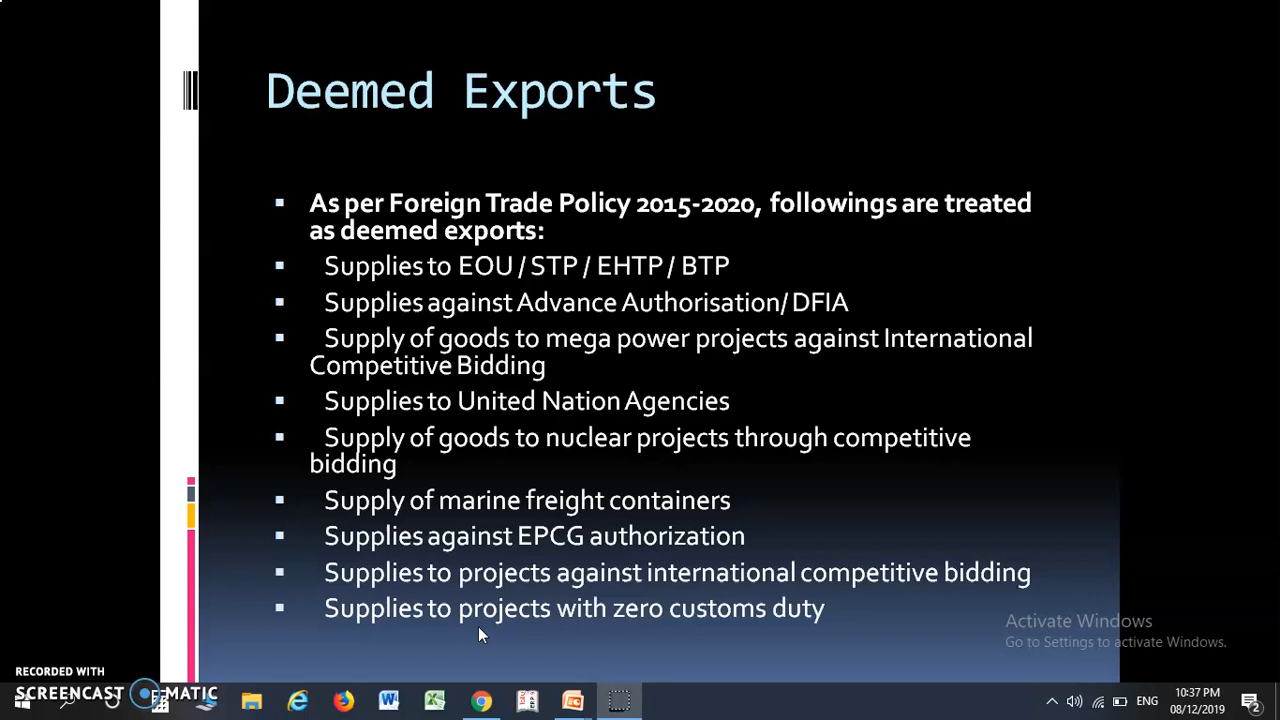 Deemed Exports
▪ As per Foreign Trade Policy 2015-2020, followings are treated
as deemed exports:
▪ Supplies to EOU / STP / EHTP / BTP
▪ Supplies against Advance Authorisation/ DFIA
▪ Supply of goods to mega power projects against International
Competitive Bidding
▪ Supplies to United Nation Agencies
▪ Supply of goods to nuclear projects through competitive
bidding
▪ Supply of marine freight containers
▪ Supplies against EPCG authorization
▪ Supplies to projects against international competitive bidding
▪ Supplies to projects with zero customs duty
Activate Windows
Go to Settings to activate Windows.
RECORDED WITH
SCREENCAST MATIC
ENG
10:37 PM
08/12/2019
2